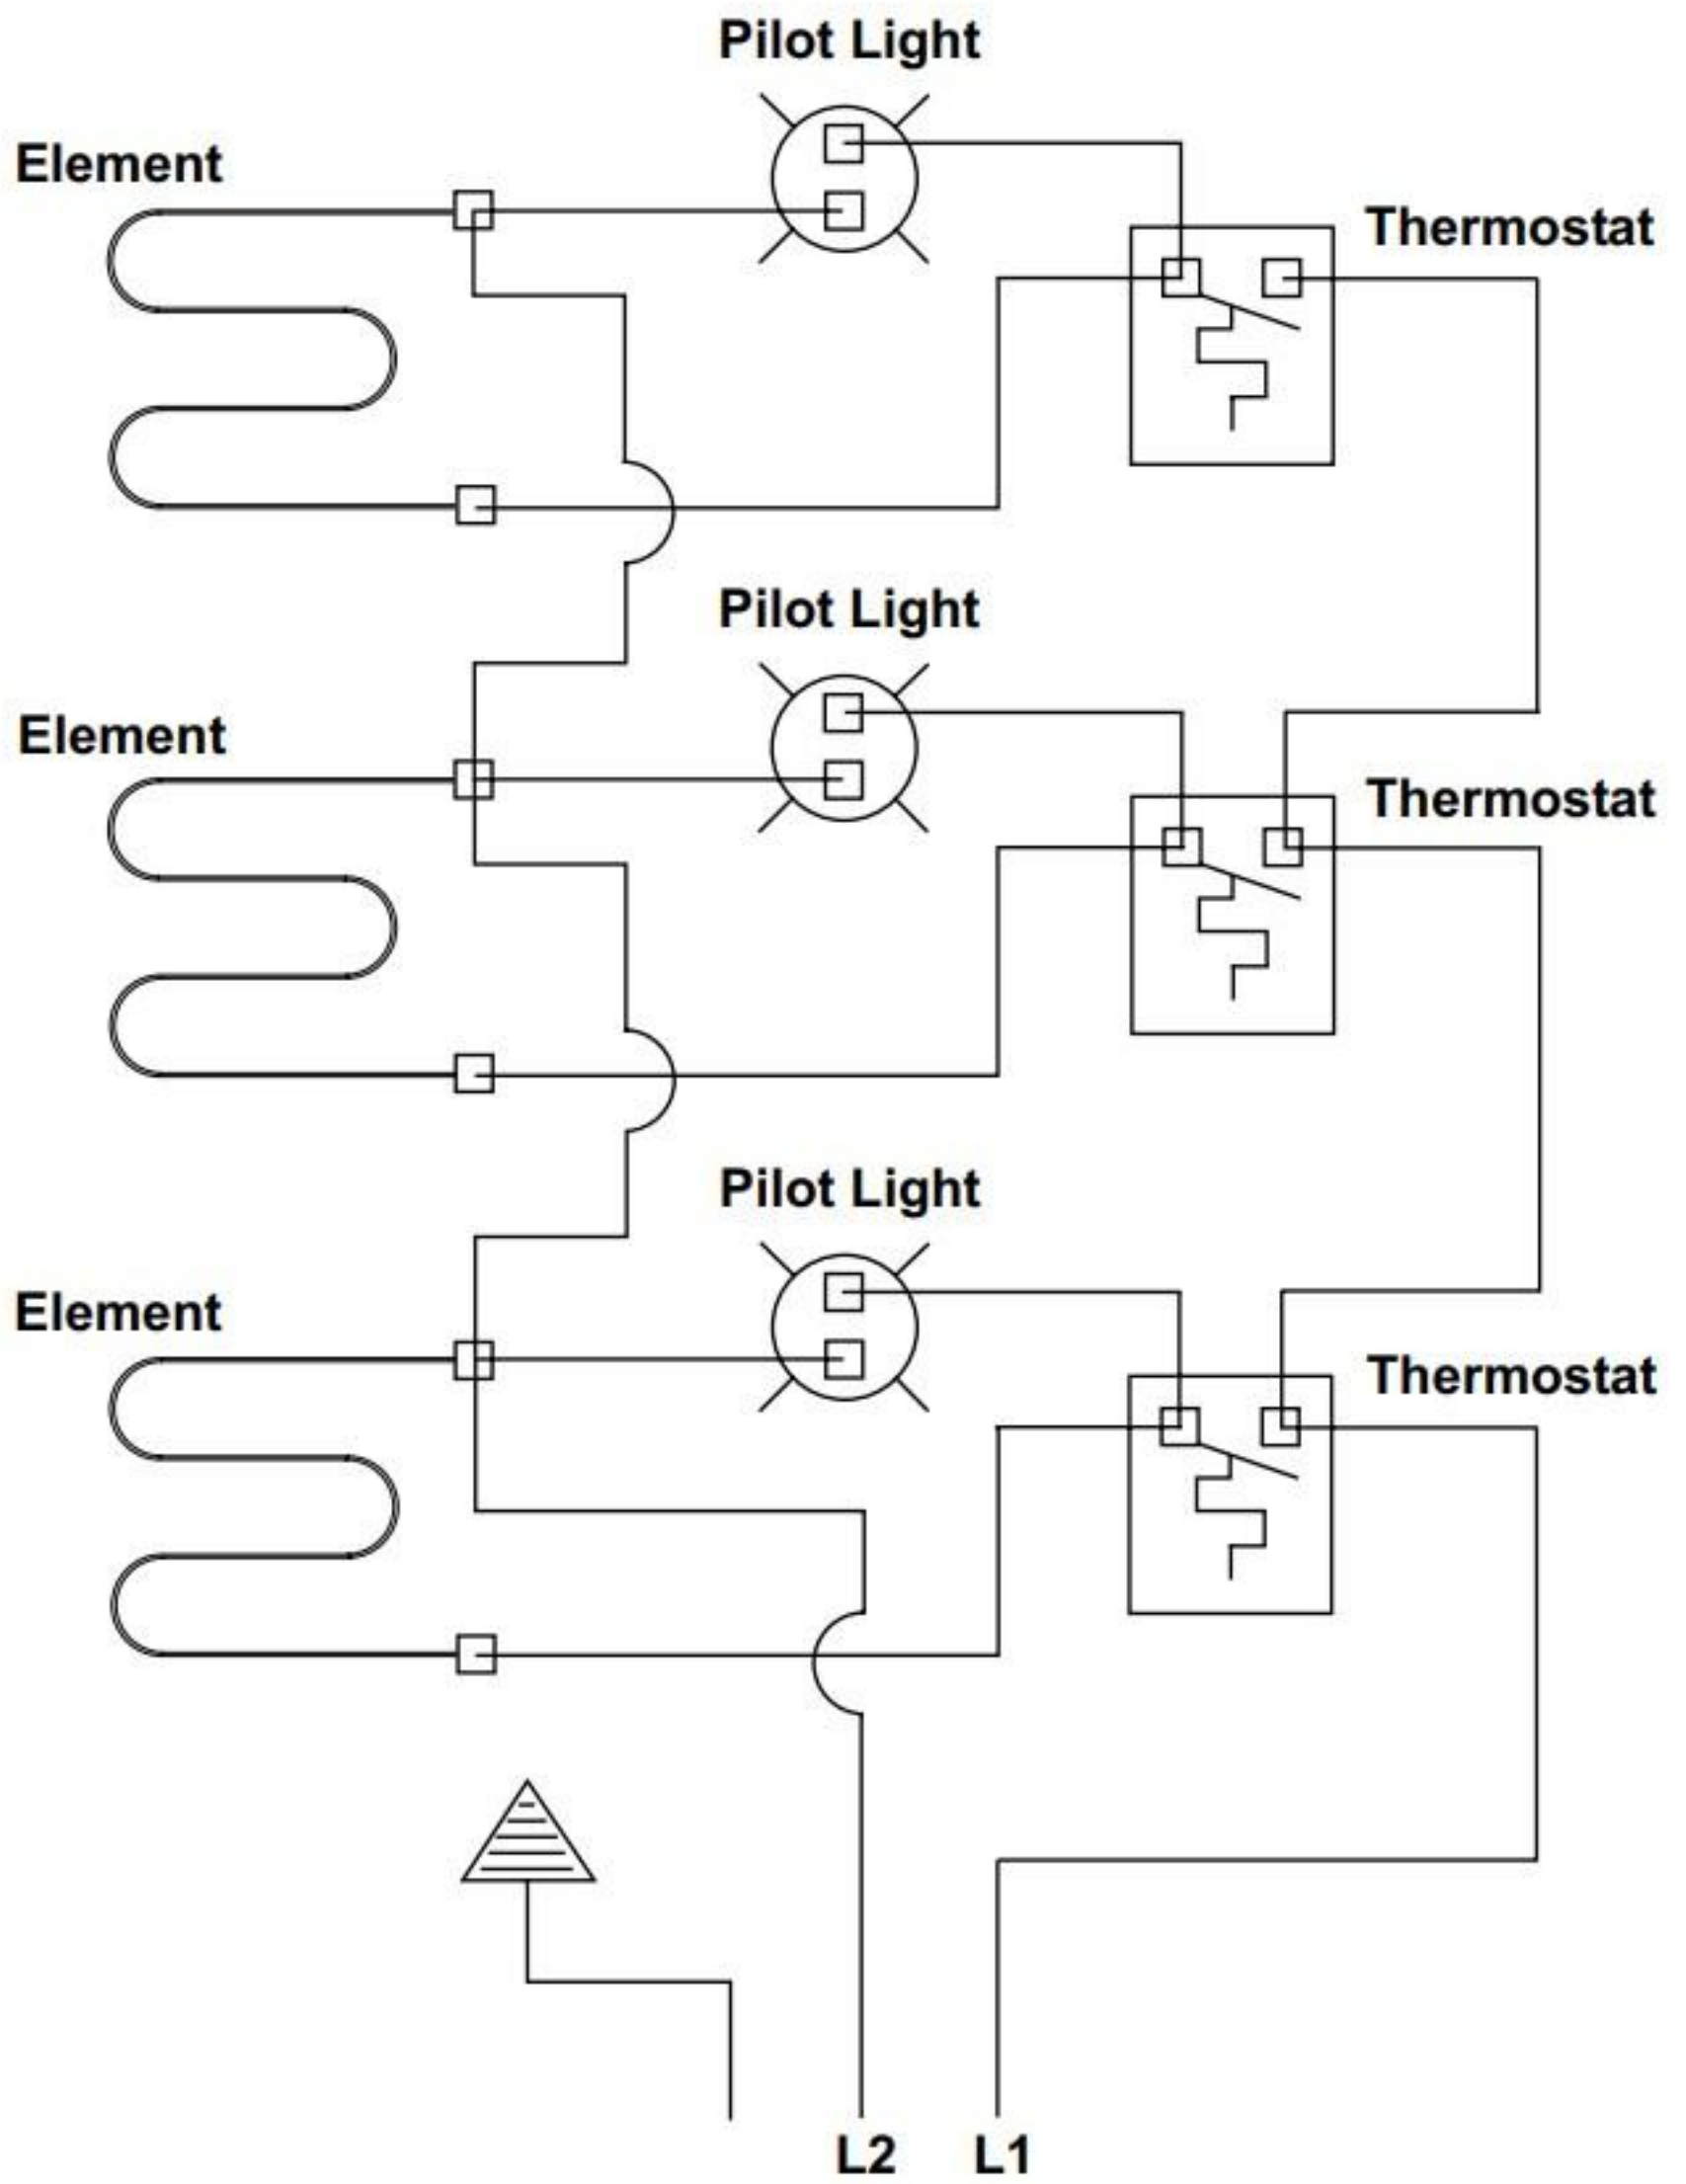 Pilot Light
Element
Thermostat
Pilot Light
Element
Thermostat
Pilot Light
Element
Thermostat
L2 L1